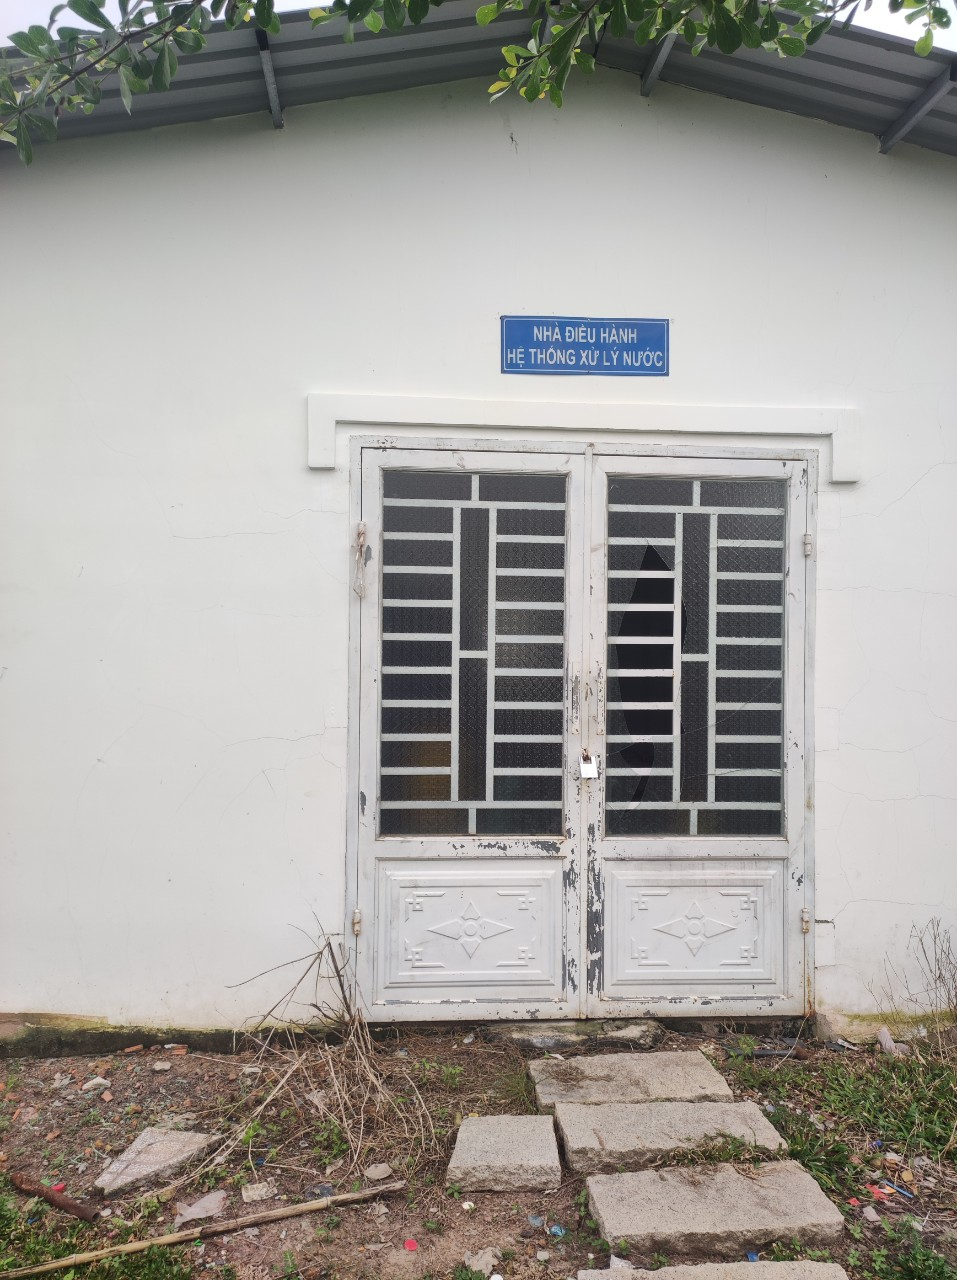 NHÀ ĐIỀU HÀNH
HỆ THỐNG XỬ LÝ NƯỚC